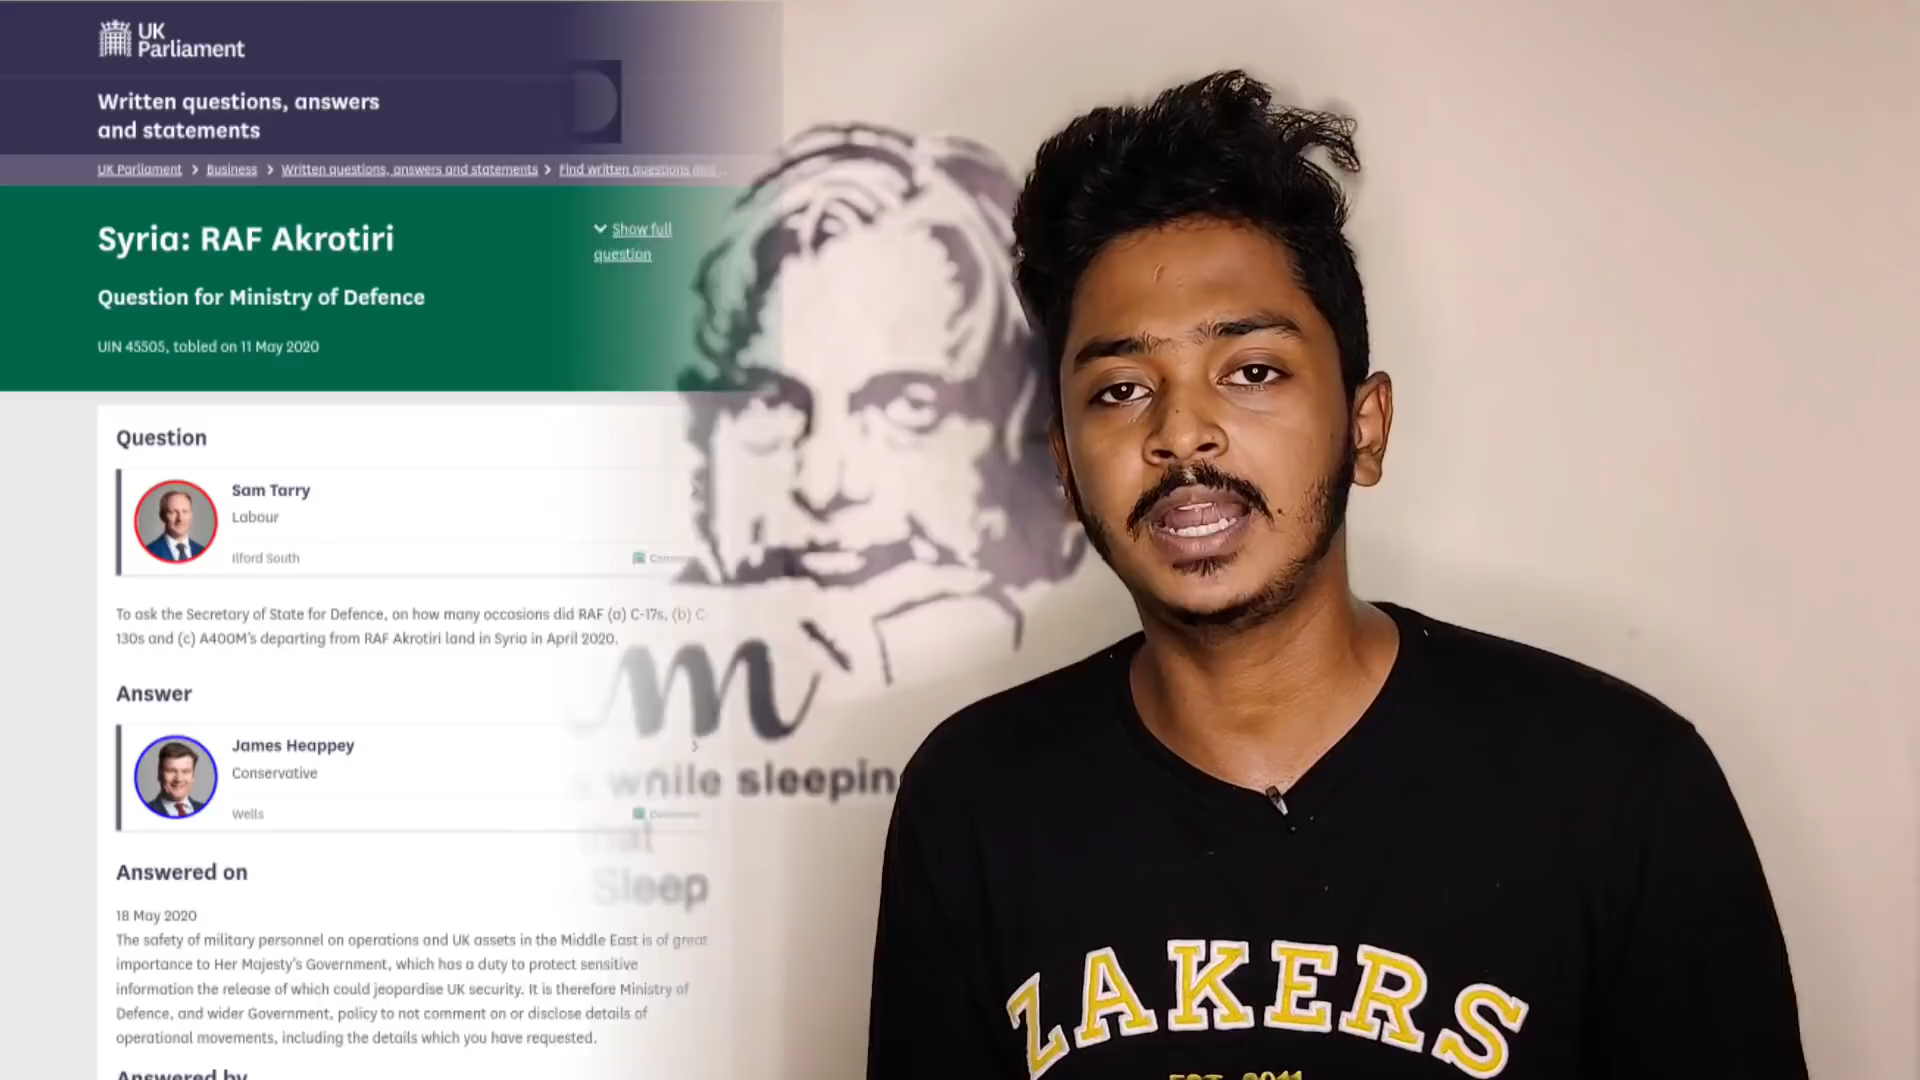 UK
Parliament
Written questions, answers
and statements
UK Parliament > Business > Written questions, answers and statements > Find written questions and ...
Syria: RAF Akrotiri
Show full
question
Question for Ministry of Defence
UIN 45505, tabled on 11 May 2020
Question
Sam Tarry
Labour
Ilford South
To ask the Secretary of State for Defence, on how many occasions did RAF (a) C-17s, (b) C-
130s and (c) A400M's departing from RAF Akrotiri land in Syria in April 2020.
Answer
James Heappey
Conservative
Wells
Answered on
18 May 2020
The safety of military personnel on operations and UK assets in the Middle East is of great
importance to Her Majesty's Government, which has a duty to protect sensitive
information the release of which could jeopardise UK security. It is therefore Ministry of
Defence, and wider Government, policy to not comment on or disclose details of
operational movements, including the details which you have requested.
Answered by
m
while sleepin
hat
Sleep
ZAKERS
EST. 2011